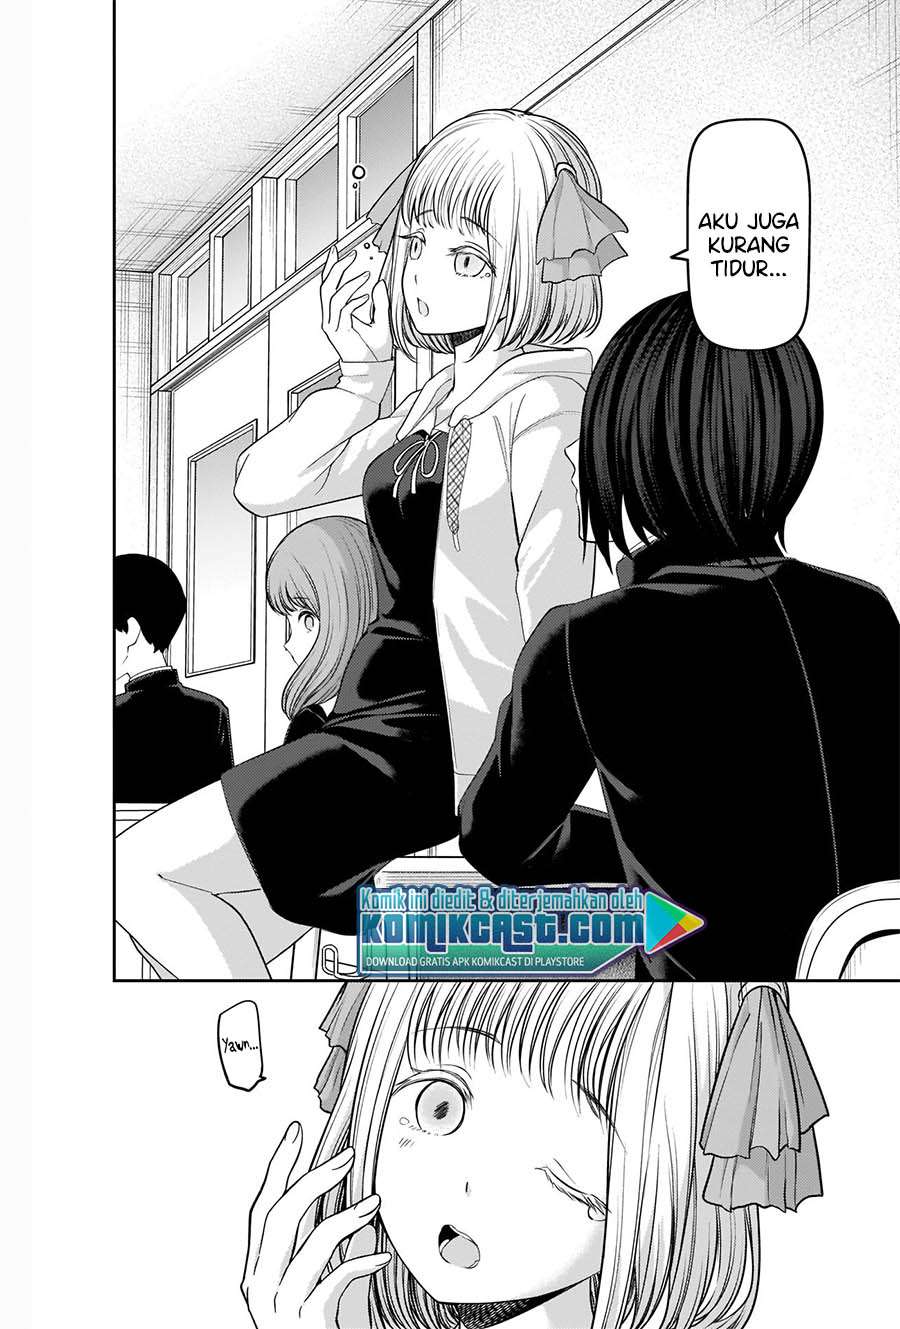 AKU JUGA
KURANG
TIDUR...
Komik ini diedit & diterjemahkan oleh
KOMIKCAST.COM
DOWNLOAD GRATIS APK KOMIKCAST DI PLAYSTORE
Yawn...